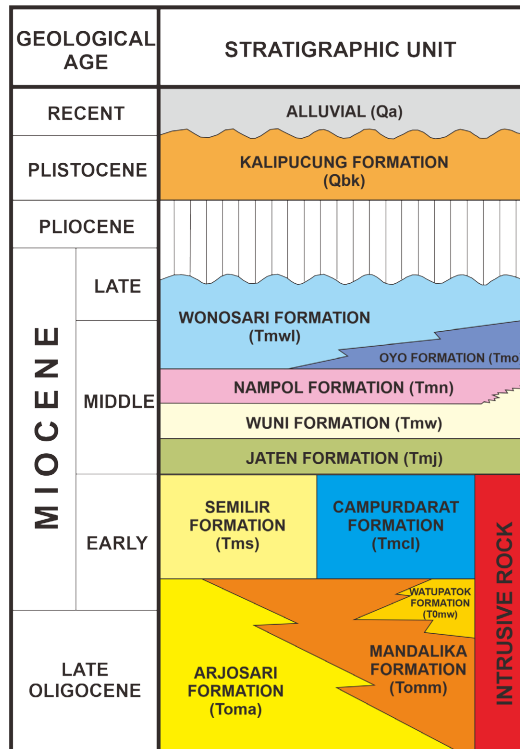 GEOLOGICAL
AGE
STRATIGRAPHIC UNIT
RECENT
ALLUVIAL (Qa)
PLISTOCENE
KALIPUCUNG FORMATION
(Qbk)
PLIOCENE
MIOCENE
LATE
WONOSARI FORMATION
(Tmwl)
OYO FORMATION (Tmo
MIDDLE
NAMPOL FORMATION (Tmn)
WUNI FORMATION (Tmw)
JATEN FORMATION (Tmj)
EARLY
SEMILIR
FORMATION
(Tms)
CAMPURDARAT
FORMATION
(Tmcl)
INTRUSIVE ROCK
WATUPATOK
FORMATION
(T0mw)
LATE
OLIGOCENE
ARJOSARI
FORMATION
(Toma)
MANDALIKA
FORMATION
(Tomm)